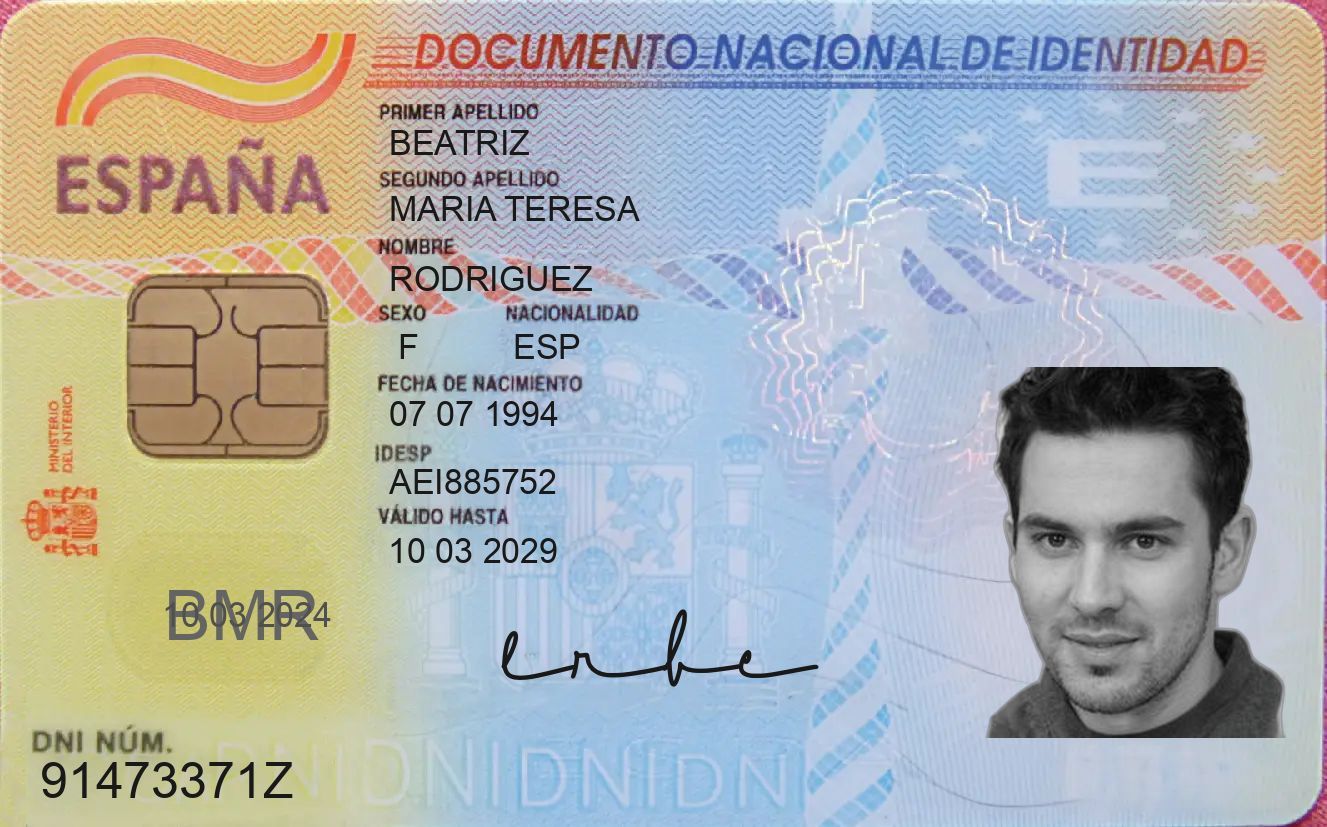 DOCUMENTO NACIONAL DE IDENTIDAD
ESPAÑA
PRIMER APELLIDO
BEATRIZ
SEGUNDO APELLIDO
MARIA TERESA
NOMBRE
RODRIGUEZ
SEXO NACIONALIDAD
F ESP
FECHA DE NACIMIENTO
07 07 1994
IDESP
AEI885752
VÁLIDO HASTA
10 03 2029
MINISTERIO
DEL INTERIOR
E
BMR
10 03 2024
DNI NÚM.
91473371Z
DNIDNIDNIDNI